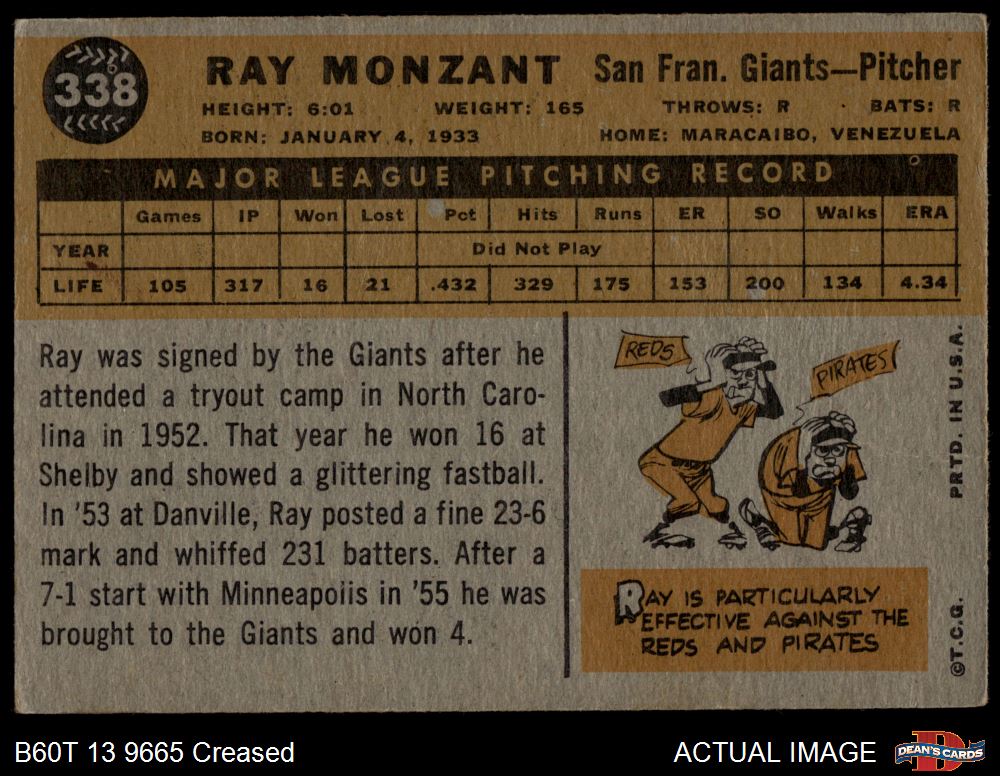 338
RAY MONZANT San Fran. Giants—Pitcher
HEIGHT: 6:01 WEIGHT: 165 THROWS: R BATS: R
BORN: JANUARY 4, 1933 HOME: MARACAIBO, VENEZUELA
MAJOR LEAGUE PITCHING RECORD
Games IP Won Lost Pct Hits Runs ER SO Walks ERA
YEAR Did Not Play
LIFE 105 317 16 21 .432 329 175 153 200 134 4.34
Ray was signed by the Giants after he
attended a tryout camp in North Caro-
lina in 1952. That year he won 16 at
Shelby and showed a glittering fastball.
In '53 at Danville, Ray posted a fine 23-6
mark and whiffed 231 batters. After a
7-1 start with Minneapolis in '55 he was
brought to the Giants and won 4.
REDS
PIRATES
RAY IS PARTICULARLY
EFFECTIVE AGAINST THE
REDS AND PIRATES
©T.C.G. PRTD. IN U.S.A.
B60T 13 9665 Creased ACTUAL IMAGE DEAN'S CARDS